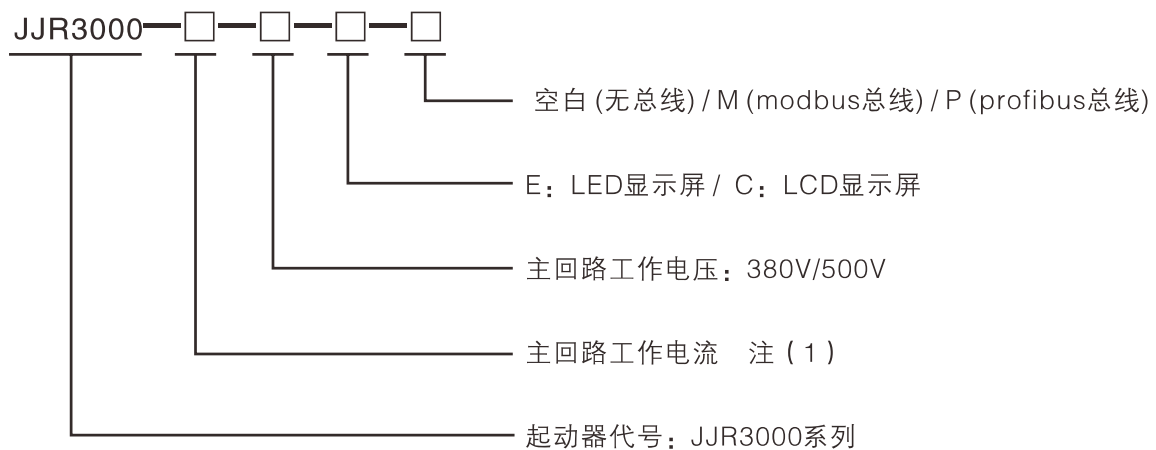 JJR3000-□-□-□-□
空白(无总线)/M(modbus总线)/P(profibus总线)
E：LED显示屏/ C：LCD显示屏
主回路工作电压：380V/500V
主回路工作电流 注(1)
起动器代号：JJR3000系列